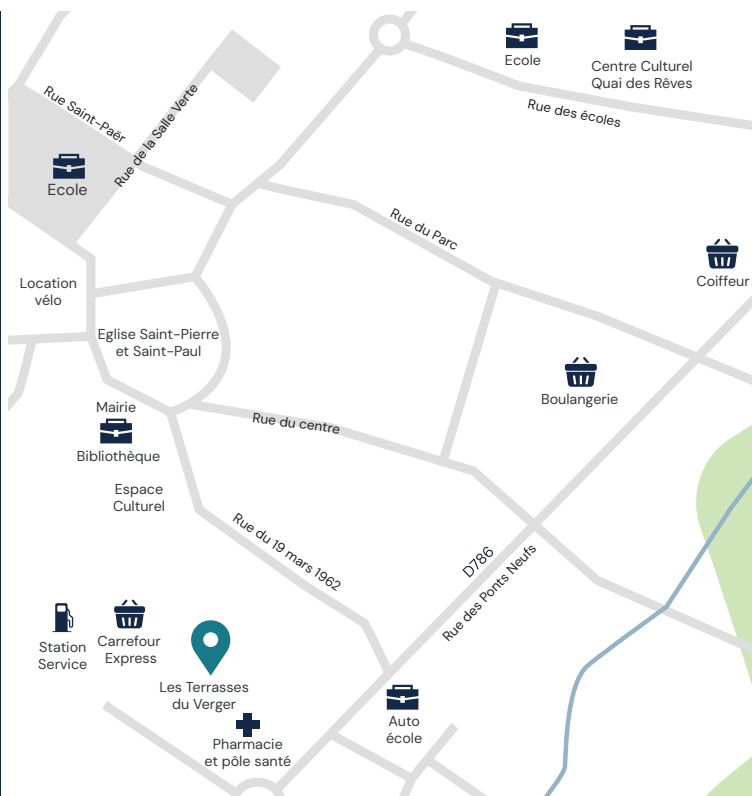 Ecole
Centre Culturel
Quai des Rêves
Rue des écoles
Rue Saint-Paër
Rue de la Salle Verte
Ecole
Rue du Parc
Coiffeur
Location
vélo
Eglise Saint-Pierre
et Saint-Paul
Boulangerie
Mairie
Rue du centre
Bibliothèque
Espace
Culturel
Rue du 19 mars 1962
D786
Rue des Ponts Neufs
Station
Service
Carrefour
Express
Les Terrasses
du Verger
Auto
école
Pharmacie
et pôle santé